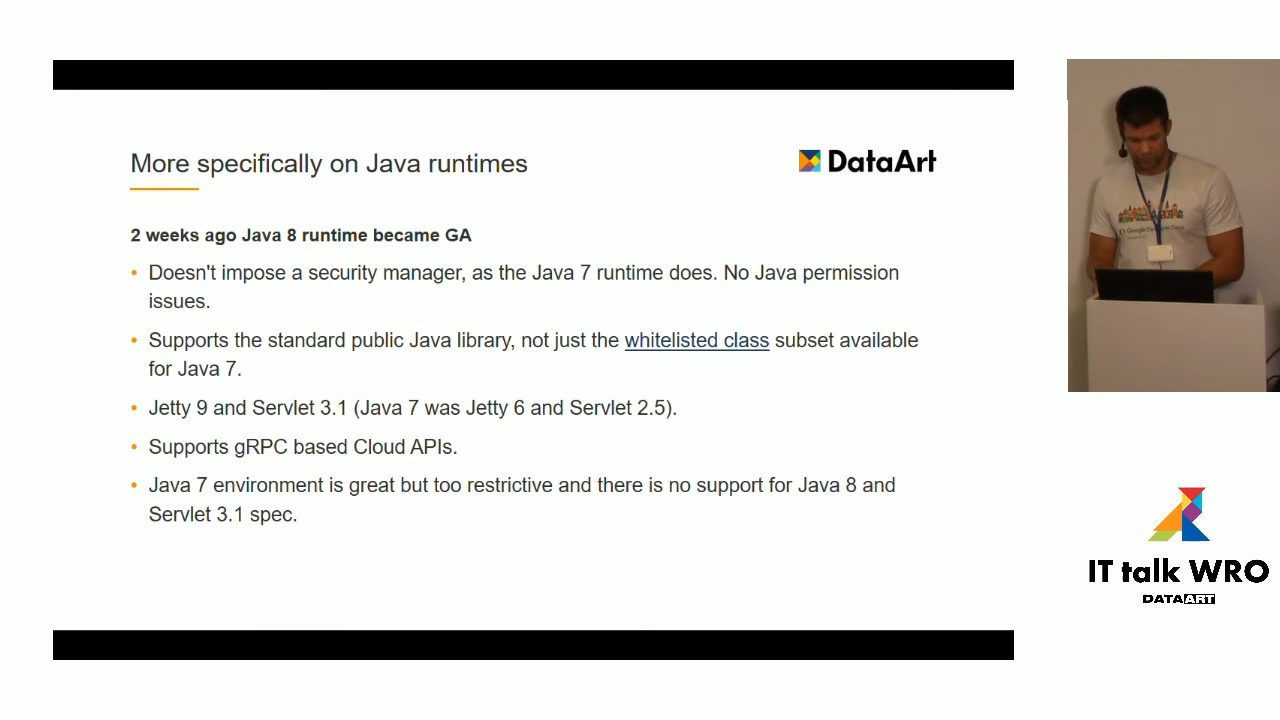 More specifically on Java runtimes
DataArt
2 weeks ago Java 8 runtime became GA
• Doesn't impose a security manager, as the Java 7 runtime does. No Java permission
issues.
• Supports the standard public Java library, not just the whitelisted class subset available
for Java 7.
• Jetty 9 and Servlet 3.1 (Java 7 was Jetty 6 and Servlet 2.5).
• Supports gRPC based Cloud APIs.
• Java 7 environment is great but too restrictive and there is no support for Java 8 and
Servlet 3.1 spec.
Google Developer Days
IT talk WRO
DATAART